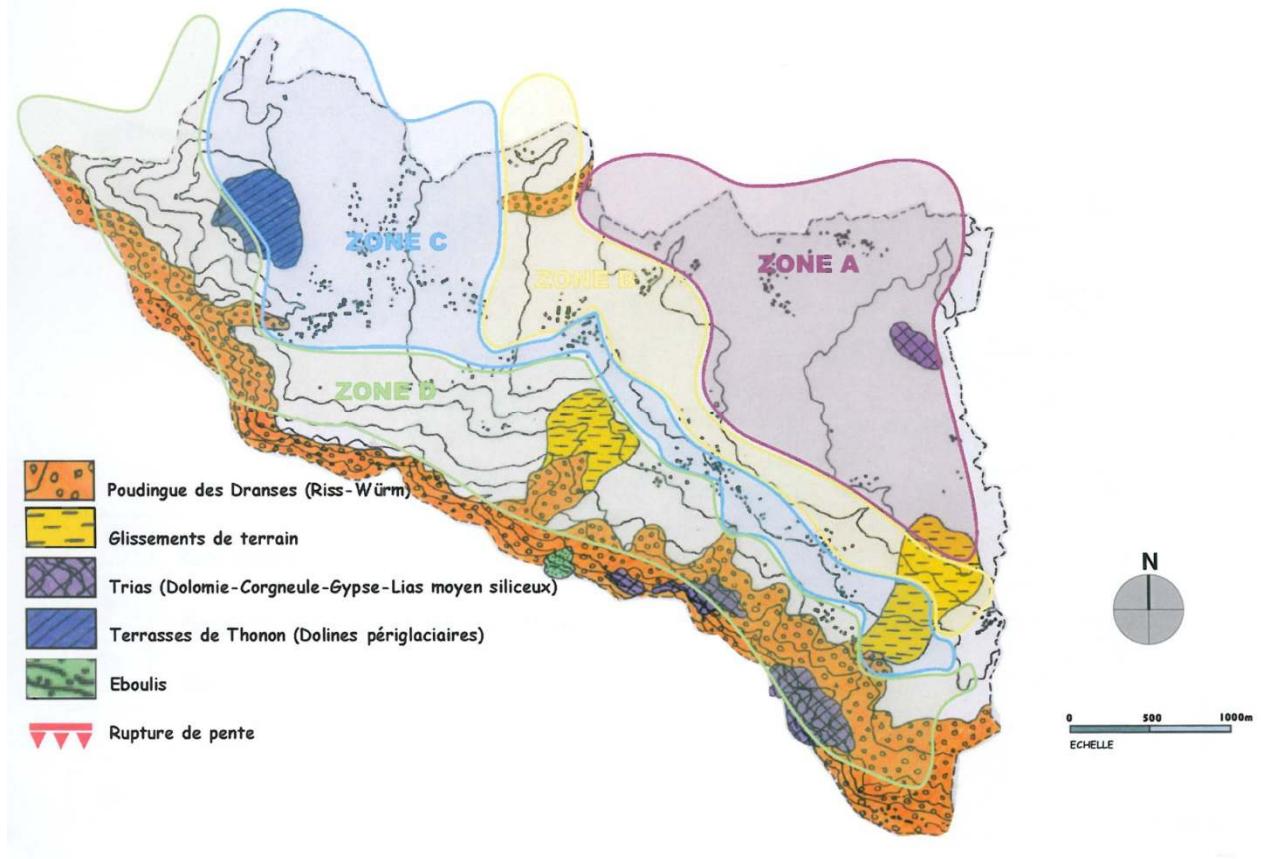 ZONE C
ZONE B
ZONE A
ZONE D
Poudingue des Dranses (Riss-Würm)
Glissements de terrain
Trias (Dolomie-Corgneule-Gypse-Lias moyen siliceux)
Terrasses de Thonon (Dolines périglaciaires)
Eboulis
Rupture de pente
N
0 500 1000m
ECHELLE